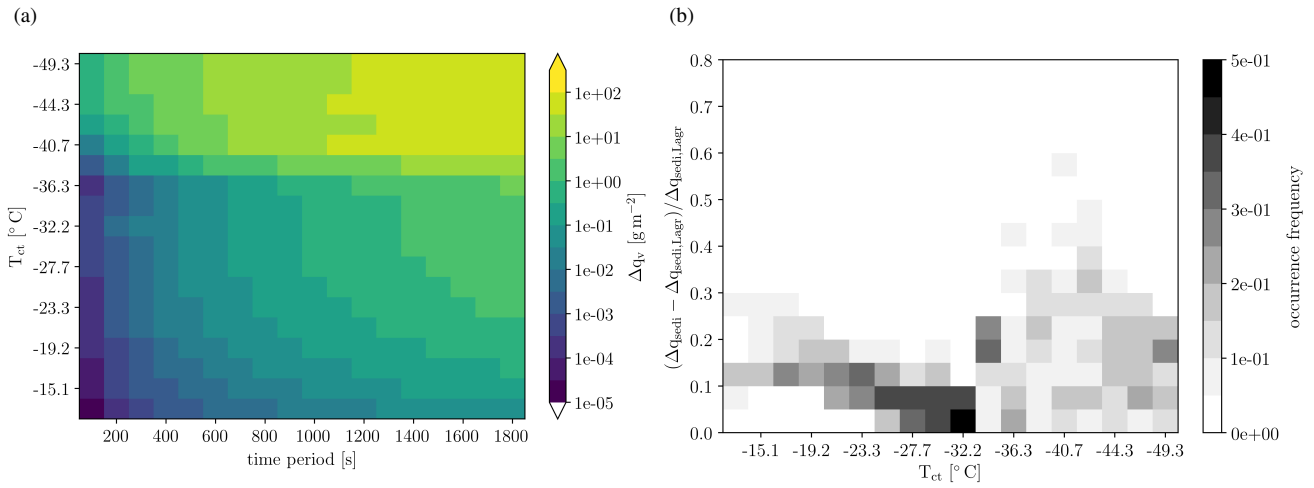 (a)
-49.3
-44.3
-40.7
-36.3
-32.2
-27.7
-23.3
-19.2
-15.1
T_ct [°C]
200 400 600 800 1000 1200 1400 1600 1800
time period [s]
1e+02
1e+01
1e+00
1e-01
1e-02
1e-03
1e-04
1e-05
Δq_v [g m⁻²]
(b)
0.8
0.7
0.6
0.5
0.4
0.3
0.2
0.1
0.0
(Δq_sedi − Δq_sedi,Lagr)/Δq_sedi,Lagr
-15.1 -19.2 -23.3 -27.7 -32.2 -36.3 -40.7 -44.3 -49.3
T_ct [°C]
5e-01
4e-01
3e-01
2e-01
1e-01
0e+00
occurrence frequency